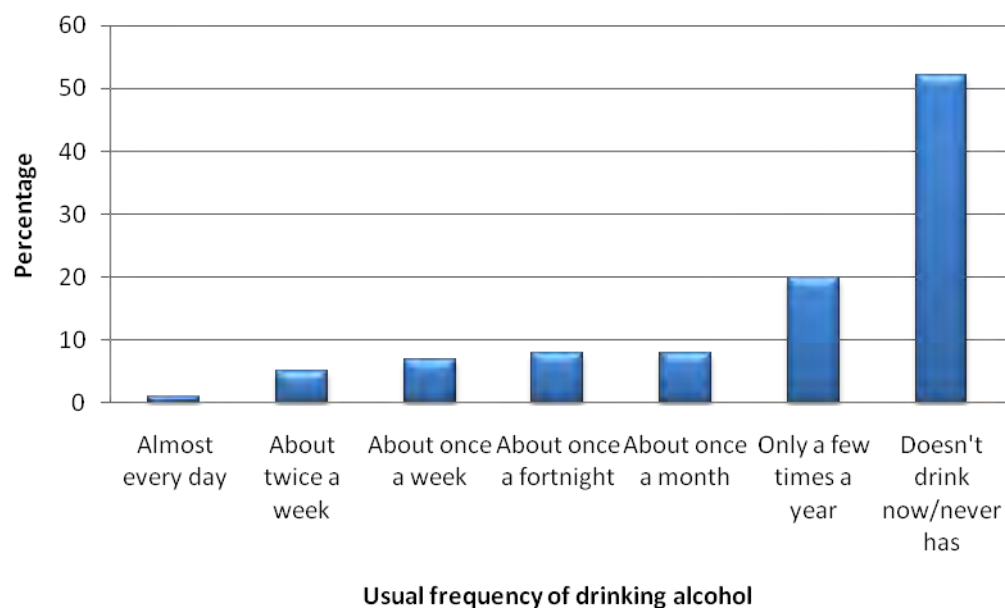 60
50
40
30
20
10
0
Percentage
Almost
every day
About
twice a
week
About once
a week
About once
a fortnight
About once
a month
Only a few
times a
year
Doesn't
drink
now/never
has
Usual frequency of drinking alcohol